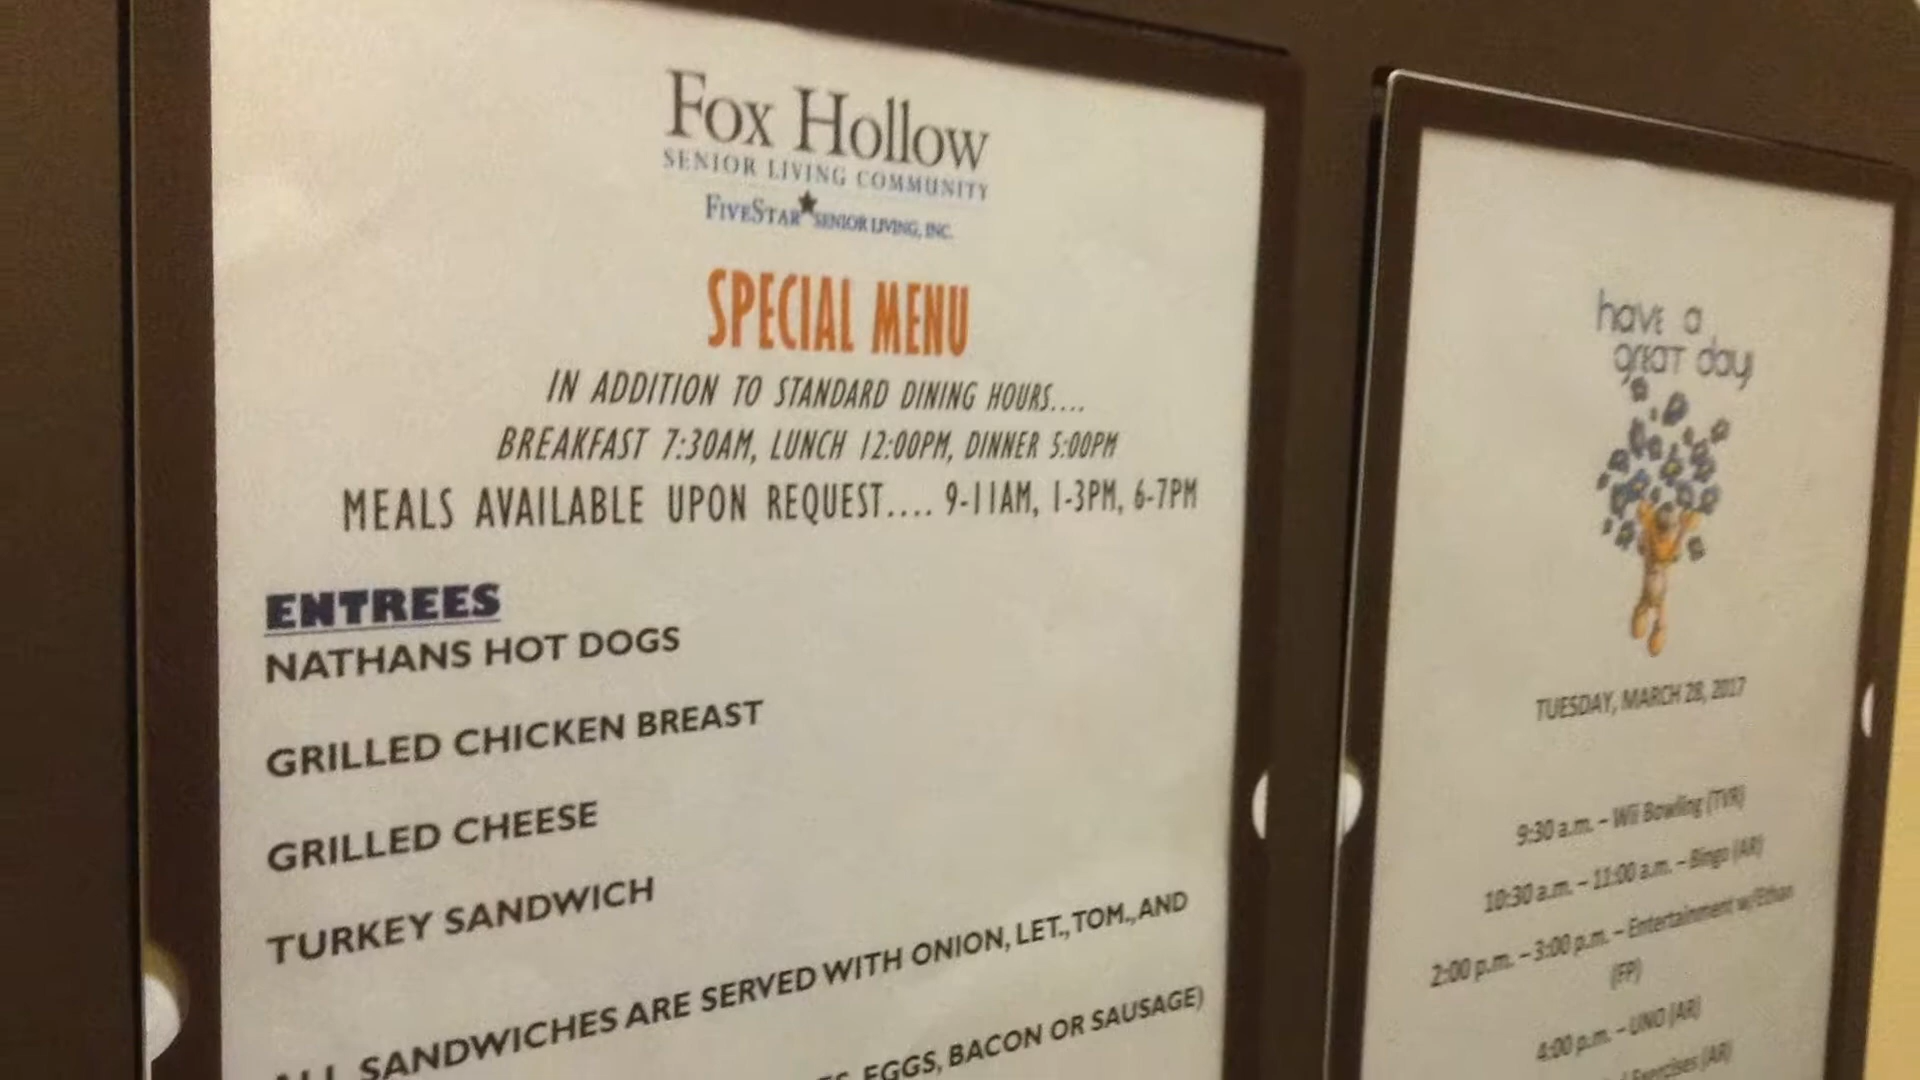 Fox Hollow
SENIOR LIVING COMMUNITY
FIVESTAR★SENIOR LIVING, INC.
SPECIAL MENU
IN ADDITION TO STANDARD DINING HOURS....
BREAKFAST 7:30AM, LUNCH 12:00PM, DINNER 5:00PM
MEALS AVAILABLE UPON REQUEST.... 9-11AM, 1-3PM, 6-7PM
ENTREES
NATHANS HOT DOGS
GRILLED CHICKEN BREAST
GRILLED CHEESE
TURKEY SANDWICH
ALL SANDWICHES ARE SERVED WITH ONION, LET., TOM., AND
EGGS, BACON OR SAUSAGE)
have a
great day!
TUESDAY, MARCH 28, 2017
9:30 a.m. – Wii Bowling (TVR)
10:30 a.m. – 11:00 a.m. – Bingo (AR)
2:00 p.m. – 3:00 p.m. – Entertainment w/Ethan
(FP)
4:00 p.m. – UNO (AR)
Exercises (AR)